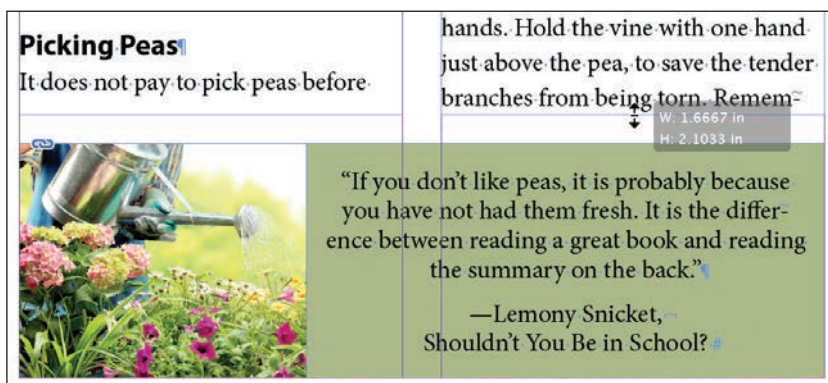 Picking Peas
It does not pay to pick peas before
hands. Hold the vine with one hand
just above the pea, to save the tender
branches from being torn. Remem-
W: 1.6667 in
H: 2.1033 in
“If you don’t like peas, it is probably because
you have not had them fresh. It is the differ-
ence between reading a great book and reading
the summary on the back.”
—Lemony Snicket,
Shouldn’t You Be in School?